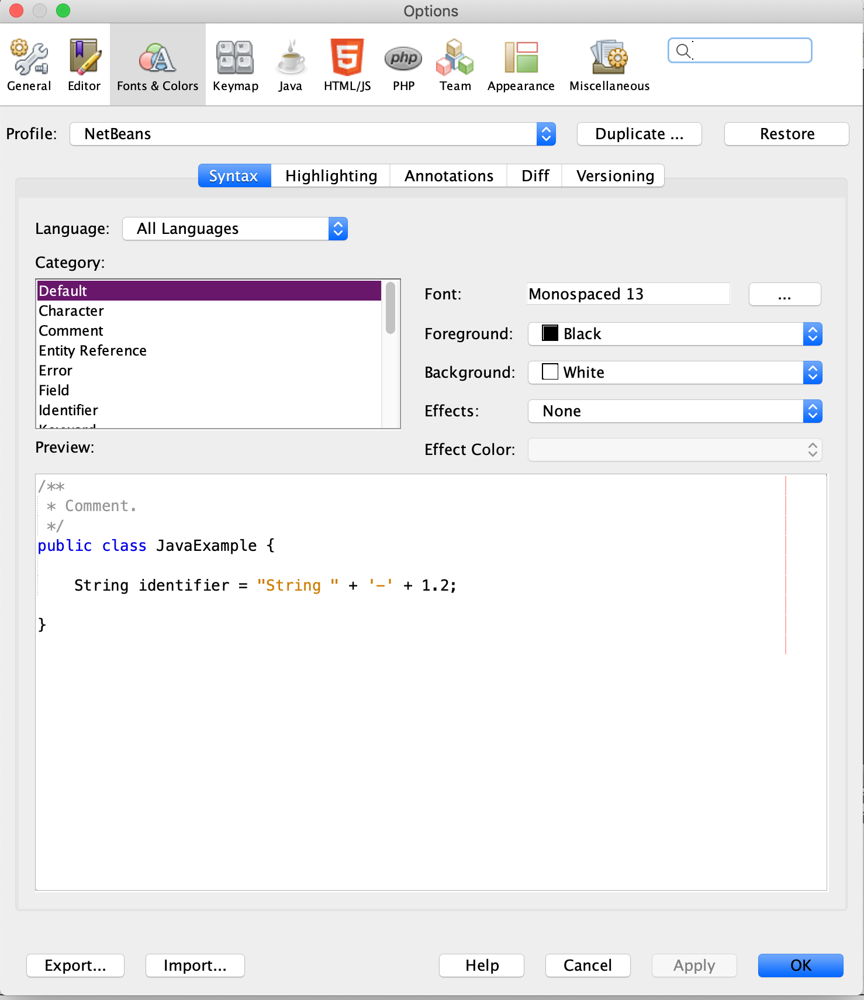 Options
General Editor Fonts & Colors Keymap Java HTML/JS PHP Team Appearance Miscellaneous
Profile: NetBeans Duplicate ... Restore
Syntax Highlighting Annotations Diff Versioning
Language: All Languages
Category:
Default
Character
Comment
Entity Reference
Error
Field
Identifier
Keyword
Font: Monospaced 13 ...
Foreground: Black
Background: White
Effects: None
Effect Color:
Preview:
/**
 * Comment.
 */
public class JavaExample {
    String identifier = "String " + '-' + 1.2;
}
Export... Import... Help Cancel Apply OK